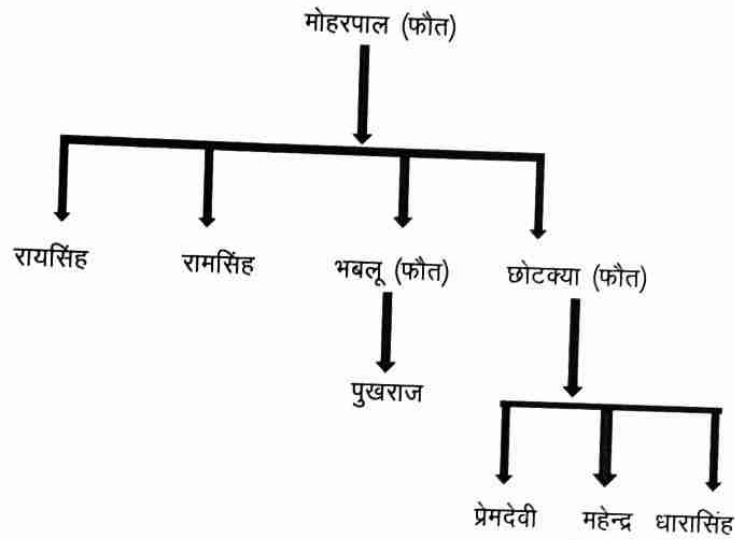 मोहरपाल (फौत)
रायसिंह रामसिंह भबलू (फौत) छोटक्या (फौत)
पुखराज
प्रेमदेवी महेन्द्र धारासिंह